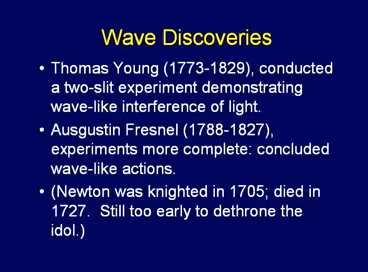 Wave Discoveries
• Thomas Young (1773-1829), conducted
a two-slit experiment demonstrating
wave-like interference of light.
• Ausgustin Fresnel (1788-1827),
experiments more complete: concluded
wave-like actions.
• (Newton was knighted in 1705; died in
1727.  Still too early to dethrone the
idol.)